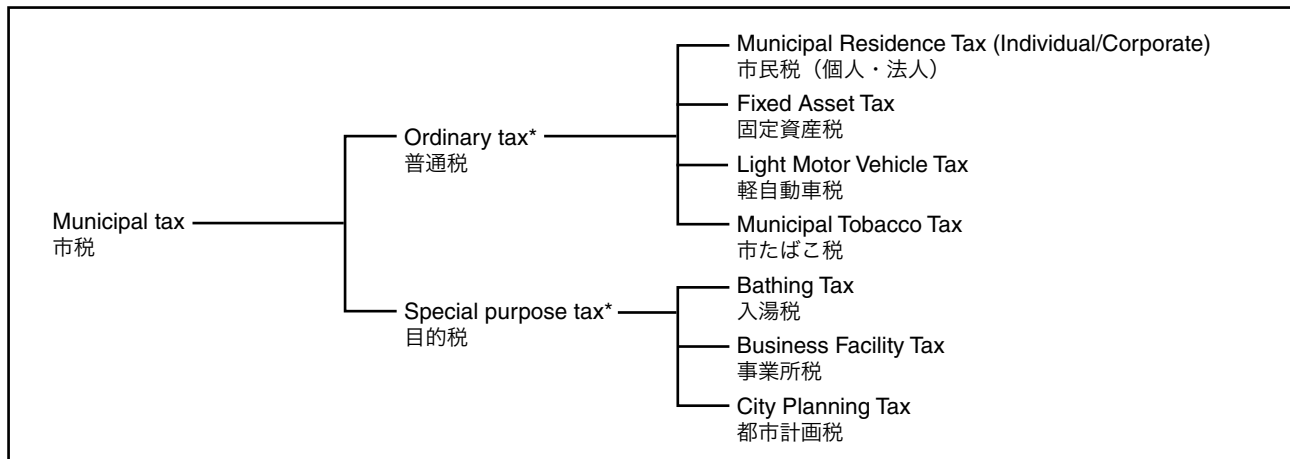 Municipal tax
市税
Ordinary tax*
普通税
Municipal Residence Tax (Individual/Corporate)
市民税（個人・法人）
Fixed Asset Tax
固定資産税
Light Motor Vehicle Tax
軽自動車税
Municipal Tobacco Tax
市たばこ税
Special purpose tax*
目的税
Bathing Tax
入湯税
Business Facility Tax
事業所税
City Planning Tax
都市計画税